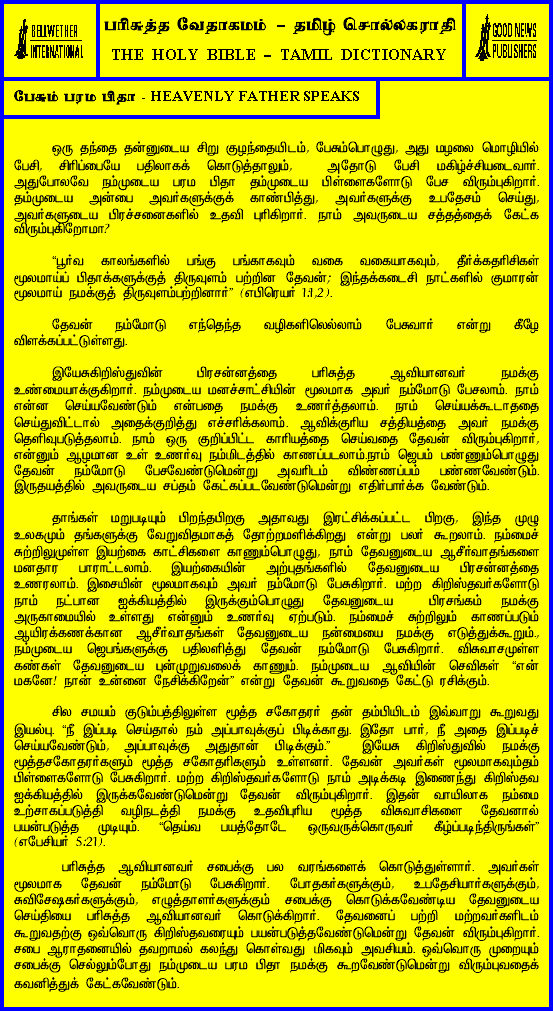 BELLWETHER
INTERNATIONAL
பரிசுத்த வேதாகமம் – தமிழ் சொல்லகராதி
THE HOLY BIBLE – TAMIL DICTIONARY
GOOD NEWS
PUBLISHERS
பேசும் பரம பிதா - HEAVENLY FATHER SPEAKS
ஒரு தந்தை தன்னுடைய சிறு குழந்தையிடம், பேசும்பொழுது, அது மழலை மொழியில்
பேசி, சிரிப்பையே பதிலாகக் கொடுத்தாலும், அதோடு பேசி மகிழ்ச்சியடைவார்.
அதுபோலவே நம்முடைய பரம பிதா தம்முடைய பிள்ளைகளோடு பேச விரும்புகிறார்.
தம்முடைய அன்பை அவர்களுக்குக் காண்பித்து, அவர்களுக்கு உபதேசம் செய்து,
அவர்களுடைய பிரச்சனைகளில் உதவி புரிகிறார். நாம் அவருடைய சத்தத்தைக் கேட்க
விரும்புகிறோமா?
“பூர்வ காலங்களில் பங்கு பங்காகவும் வகை வகையாகவும், தீர்க்கதரிசிகள்
மூலமாய்ப் பிதாக்களுக்குத் திருவுளம் பற்றின தேவன்; இந்தக்கடைசி நாட்களில் குமாரன்
மூலமாய் நமக்குத் திருவுளம்பற்றினார்” (எபிரெயர் 1:1,2).
தேவன் நம்மோடு எந்தெந்த வழிகளிலெல்லாம் பேசுவார் என்று கீழே
விளக்கப்பட்டுள்ளது.
இயேசுகிறிஸ்துவின் பிரசன்னத்தை பரிசுத்த ஆவியானவர் நமக்கு
உண்மையாக்குகிறார். நம்முடைய மனச்சாட்சியின் மூலமாக அவர் நம்மோடு பேசலாம். நாம்
என்ன செய்யவேண்டும் என்பதை நமக்கு உணர்த்தலாம். நாம் செய்யக்கூடாததை
செய்துவிட்டால் அதைக்குறித்து எச்சரிக்கலாம். ஆவிக்குரிய சத்தியத்தை அவர் நமக்கு
தெளிவுபடுத்தலாம். நாம் ஒரு குறிப்பிட்ட காரியத்தை செய்வதை தேவன் விரும்புகிறார்,
என்னும் ஆழமான உள் உணர்வு நம்மிடத்தில் காணப்படலாம்.நாம் ஜெபம் பண்ணும்பொழுது
தேவன் நம்மோடு பேசவேண்டுமென்று அவரிடம் விண்ணப்பம் பண்ணவேண்டும்.
இருதயத்தில் அவருடைய சப்தம் கேட்கப்படவேண்டுமென்று எதிர்பார்க்க வேண்டும்.
தாங்கள் மறுபடியும் பிறந்தபிறகு அதாவது இரட்சிக்கப்பட்ட பிறகு, இந்த முழு
உலகமும் தங்களுக்கு வேறுவிதமாகத் தோற்றமளிக்கிறது என்று பலர் கூறலாம். நம்மைச்
சுற்றிலுமுள்ள இயற்கை காட்சிகளை காணும்பொழுது, நாம் தேவனுடைய ஆசீர்வாதங்களை
மனதார பாராட்டலாம். இயற்கையின் அற்புதங்களில் தேவனுடைய பிரசன்னத்தை
உணரலாம். இசையின் மூலமாகவும் அவர் நம்மோடு பேசுகிறார். மற்ற கிறிஸ்தவர்களோடு
நாம் நட்பான ஐக்கியத்தில் இருக்கும்பொழுது தேவனுடைய பிரசங்கம் நமக்கு
அருகாமையில் உள்ளது என்னும் உணர்வு ஏற்படும். நம்மைச் சுற்றிலும் காணப்படும்
ஆயிரக்கணக்கான ஆசீர்வாதங்கள் தேவனுடைய நன்மையை நமக்கு எடுத்துக்கூறும்.,
நம்முடைய ஜெபங்களுக்கு பதிலளித்து தேவன் நம்மோடு பேசுகிறார். விசுவாசமுள்ள
கண்கள் தேவனுடைய புன்முறுவலைக் காணும். நம்முடைய ஆவியின் செவிகள் “என்
மகனே! நான் உன்னை நேசிக்கிறேன்” என்று தேவன் கூறுவதை கேட்டு ரசிக்கும்.
சில சமயம் குடும்பத்திலுள்ள மூத்த சகோதரர் தன் தம்பியிடம் இவ்வாறு கூறுவது
இயல்பு. “நீ இப்படி செய்தால் நம் அப்பாவுக்குப் பிடிக்காது. இதோ பார், நீ அதை இப்படிச்
செய்யவேண்டும், அப்பாவுக்கு அதுதான் பிடிக்கும்.” இயேசு கிறிஸ்துவில் நமக்கு
மூத்தசகோதரர்களும் மூத்த சகோதரிகளும் உள்ளனர். தேவன் அவர்கள் மூலமாகவும்தம்
பிள்ளைகளோடு பேசுகிறார். மற்ற கிறிஸ்தவர்களோடு நாம் அடிக்கடி இணைந்து கிறிஸ்தவ
ஐக்கியத்தில் இருக்கவேண்டுமென்று தேவன் விரும்புகிறார். இதன் வாயிலாக நம்மை
உற்சாகப்படுத்தி வழிநடத்தி நமக்கு உதவிபுரிய மூத்த விசுவாசிகளை தேவனால்
பயன்படுத்த முடியும். “தெய்வ பயத்தோடே ஒருவருக்கொருவர் கீழ்ப்படிந்திருங்கள்”
(எபேசியர் 5:21).
பரிசுத்த ஆவியானவர் சபைக்கு பல வரங்களைக் கொடுத்துள்ளார். அவர்கள்
மூலமாக தேவன் நம்மோடு பேசுகிறார். போதகர்களுக்கும், உபதேசியார்களுக்கும்,
சுவிசேஷகர்களுக்கும், எழுத்தாளர்களுக்கும் சபைக்கு கொடுக்கவேண்டிய தேவனுடைய
செய்தியை பரிசுத்த ஆவியானவர் கொடுக்கிறார். தேவனைப் பற்றி மற்றவர்களிடம்
கூறுவதற்கு ஒவ்வொரு கிறிஸ்தவரையும் பயன்படுத்தவேண்டுமென்று தேவன் விரும்புகிறார்.
சபை ஆராதனையில் தவறாமல் கலந்து கொள்வது மிகவும் அவசியம். ஒவ்வொரு முறையும்
சபைக்கு செல்லும்போது நம்முடைய பரம பிதா நமக்கு கூறவேண்டுமென்று விரும்புவதைக்
கவனித்துக் கேட்கவேண்டும்.